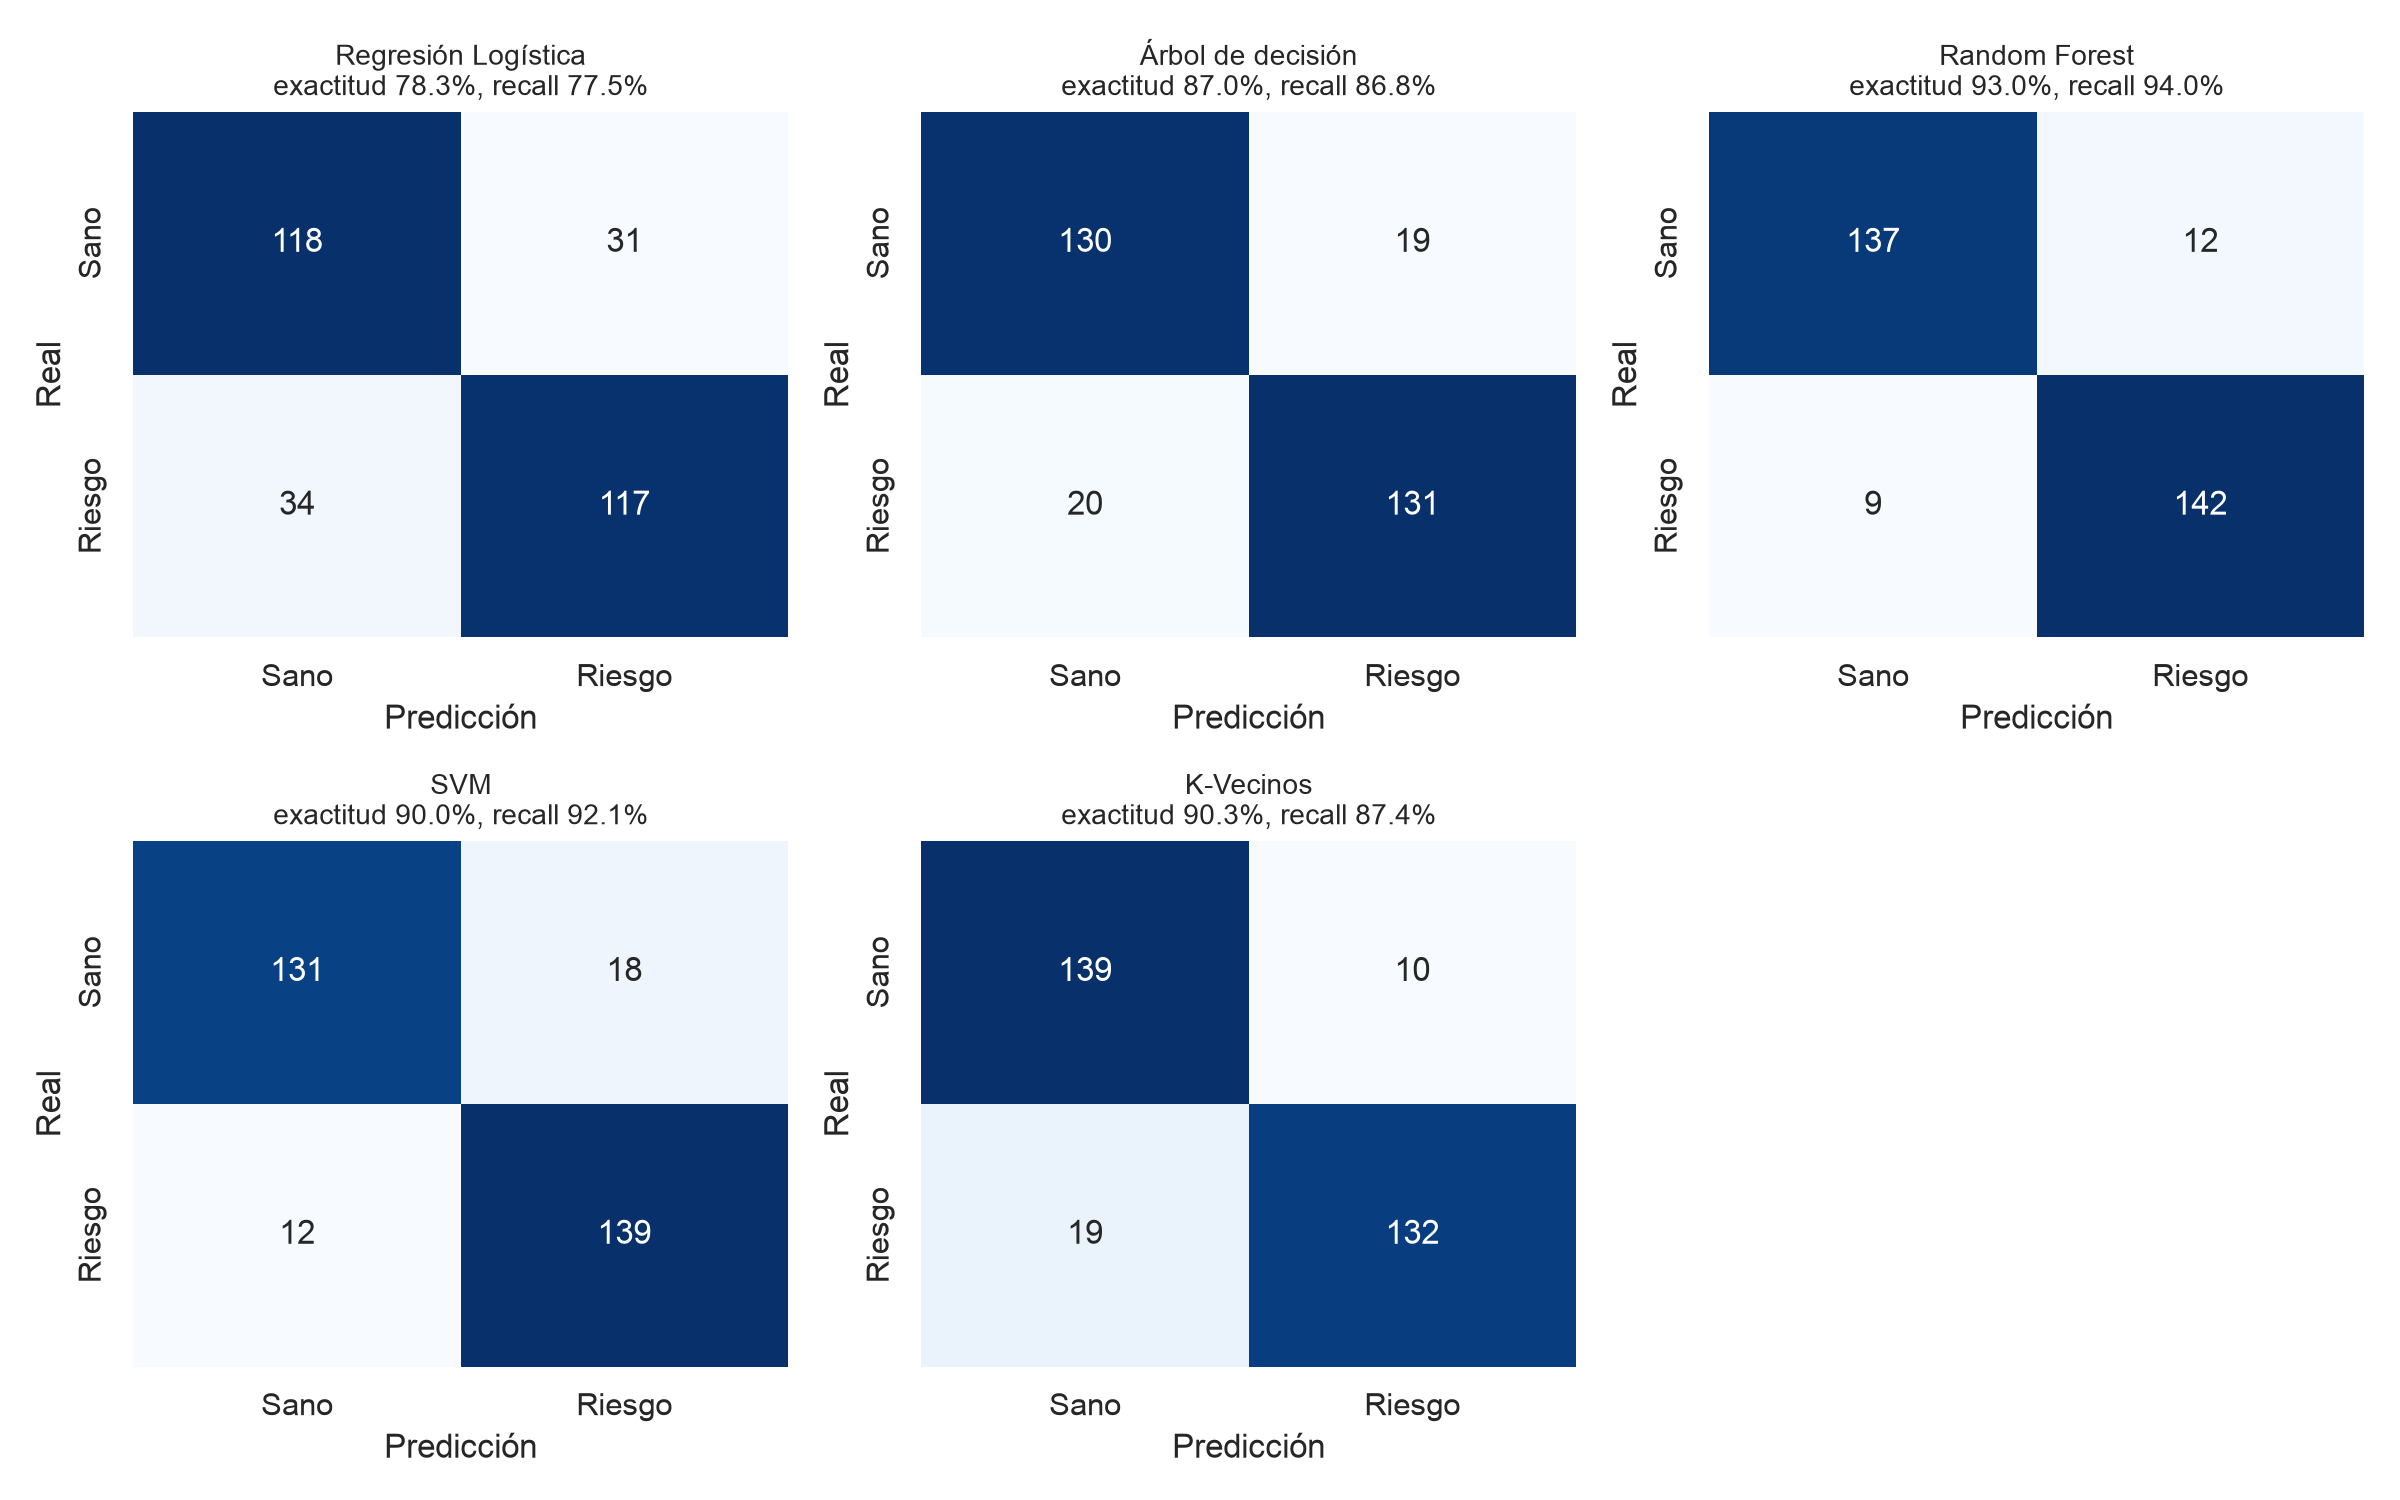 Regresión Logística
exactitud 78.3%, recall 77.5%
Sano
118
31
Real
Riesgo
34
117
Sano
Riesgo
Predicción
Árbol de decisión
exactitud 87.0%, recall 86.8%
Sano
130
19
Real
Riesgo
20
131
Sano
Riesgo
Predicción
Random Forest
exactitud 93.0%, recall 94.0%
Sano
137
12
Real
Riesgo
9
142
Sano
Riesgo
Predicción
SVM
exactitud 90.0%, recall 92.1%
Sano
131
18
Real
Riesgo
12
139
Sano
Riesgo
Predicción
K-Vecinos
exactitud 90.3%, recall 87.4%
Sano
139
10
Real
Riesgo
19
132
Sano
Riesgo
Predicción